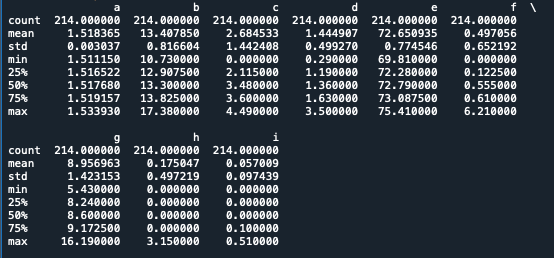 a b c d e f \
count 214.000000 214.000000 214.000000 214.000000 214.000000 214.000000
mean 1.518365 13.407850 2.684533 1.444907 72.650935 0.497056
std 0.003037 0.816604 1.442408 0.499270 0.774546 0.652192
min 1.511150 10.730000 0.000000 0.290000 69.810000 0.000000
25% 1.516522 12.907500 2.115000 1.190000 72.280000 0.122500
50% 1.517680 13.300000 3.480000 1.360000 72.790000 0.555000
75% 1.519157 13.825000 3.600000 1.630000 73.087500 0.610000
max 1.533930 17.380000 4.490000 3.500000 75.410000 6.210000
g h i
count 214.000000 214.000000 214.000000
mean 8.956963 0.175047 0.057009
std 1.423153 0.497219 0.097439
min 5.430000 0.000000 0.000000
25% 8.240000 0.000000 0.000000
50% 8.600000 0.000000 0.000000
75% 9.172500 0.000000 0.100000
max 16.190000 3.150000 0.510000